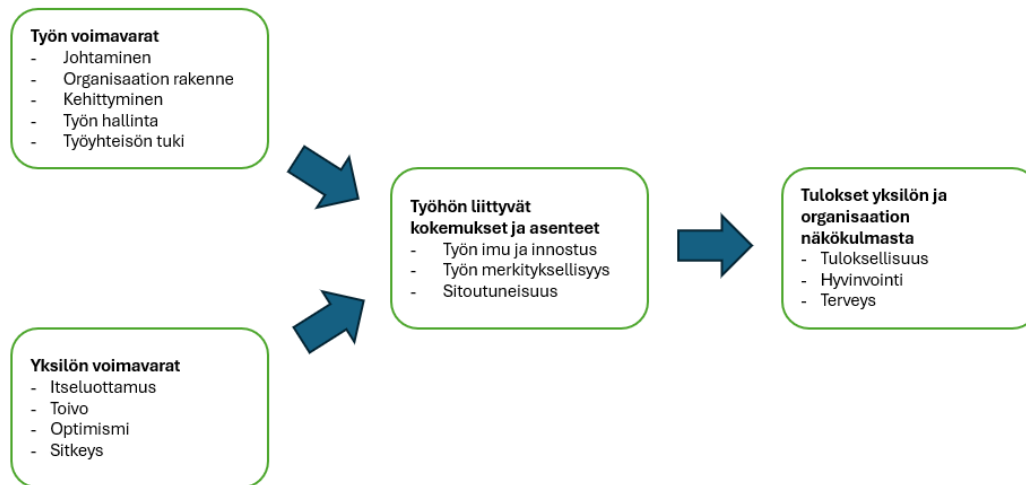 Työn voimavarat
- Johtaminen
- Organisaation rakenne
- Kehittyminen
- Työn hallinta
- Työyhteisön tuki
Yksilön voimavarat
- Itseluottamus
- Toivo
- Optimismi
- Sitkeys
Työhön liittyvät
kokemukset ja asenteet
- Työn imu ja innostus
- Työn merkityksellisyys
- Sitoutuneisuus
Tulokset yksilön ja
organisaation
näkökulmasta
- Tuloksellisuus
- Hyvinvointi
- Terveys